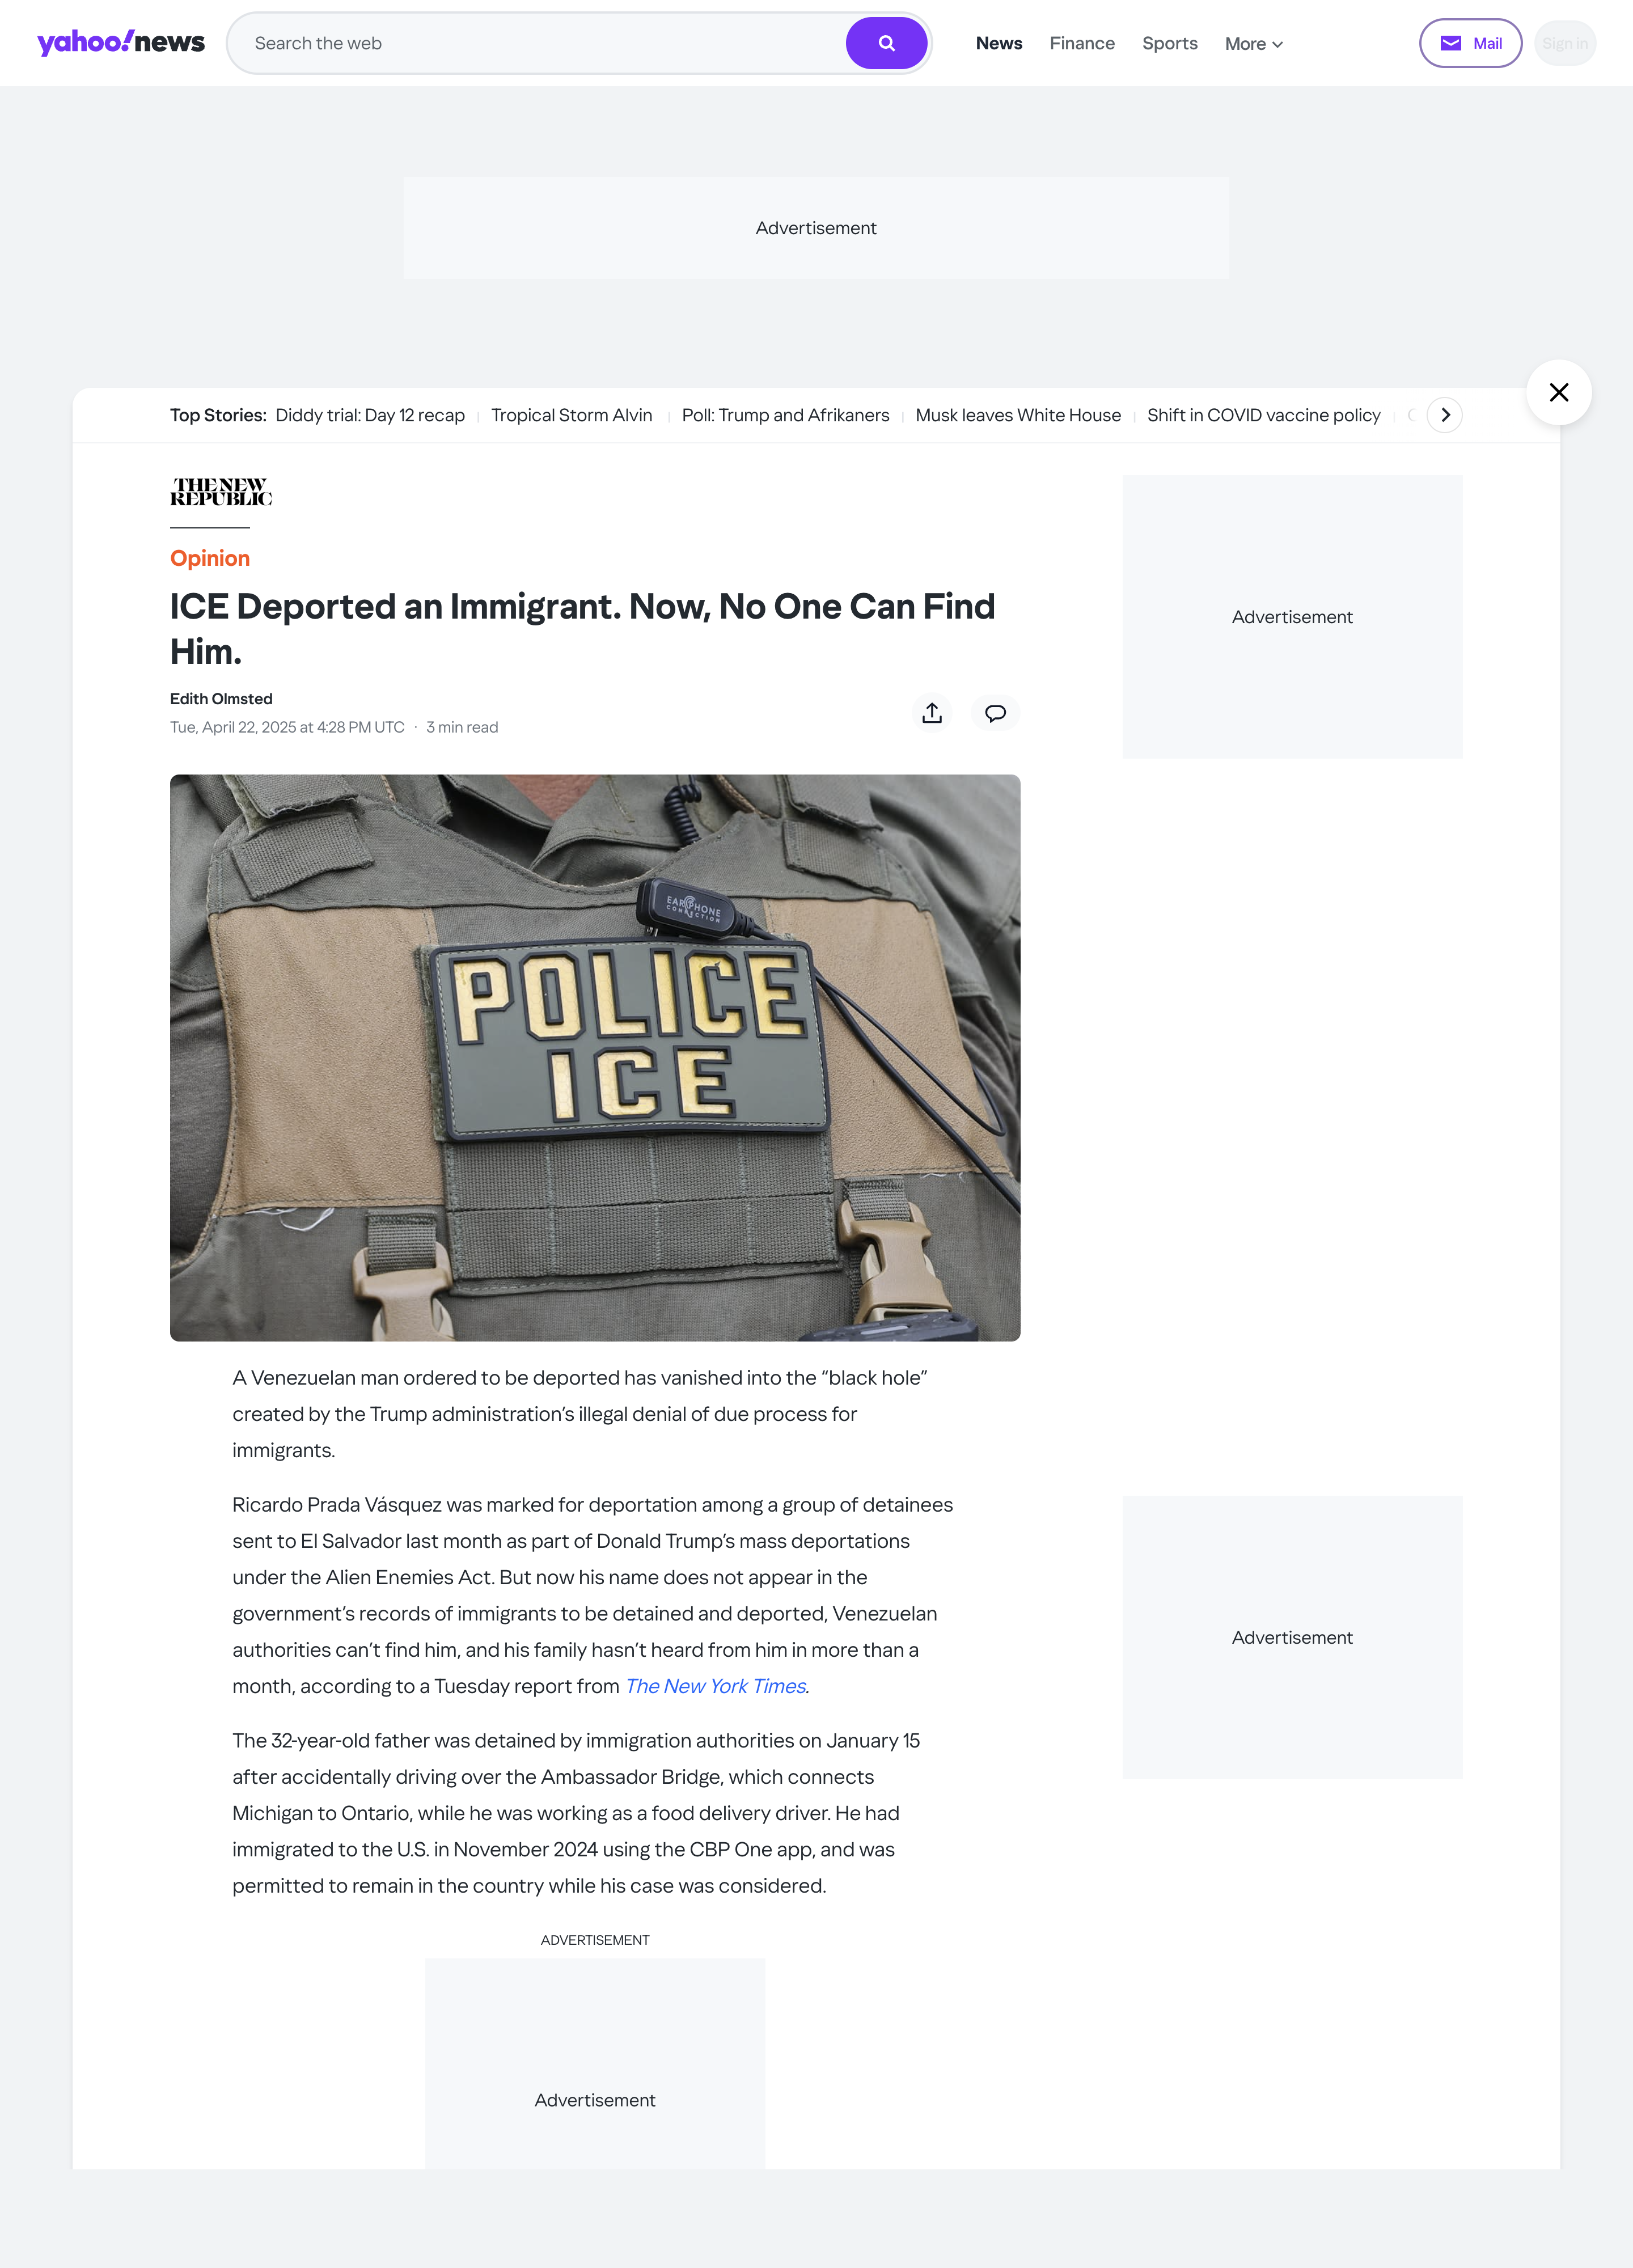 yahoo!news
Search the web
News
Finance
Sports
More
Mail
Sign in
Advertisement
Top Stories:
Diddy trial: Day 12 recap
Tropical Storm Alvin
Poll: Trump and Afrikaners
Musk leaves White House
Shift in COVID vaccine policy
THE NEW
REPUBLIC
Advertisement
Opinion
ICE Deported an Immigrant. Now, No One Can Find
Him.
Edith Olmsted
Tue, April 22, 2025 at 4:28 PM UTC · 3 min read
EARPHONE
CONNECTION
POLICE
ICE
A Venezuelan man ordered to be deported has vanished into the “black hole”
created by the Trump administration’s illegal denial of due process for
immigrants.
Ricardo Prada Vásquez was marked for deportation among a group of detainees
sent to El Salvador last month as part of Donald Trump’s mass deportations
under the Alien Enemies Act. But now his name does not appear in the
government’s records of immigrants to be detained and deported, Venezuelan
authorities can’t find him, and his family hasn’t heard from him in more than a
month, according to a Tuesday report from The New York Times.
Advertisement
The 32-year-old father was detained by immigration authorities on January 15
after accidentally driving over the Ambassador Bridge, which connects
Michigan to Ontario, while he was working as a food delivery driver. He had
immigrated to the U.S. in November 2024 using the CBP One app, and was
permitted to remain in the country while his case was considered.
ADVERTISEMENT
Advertisement